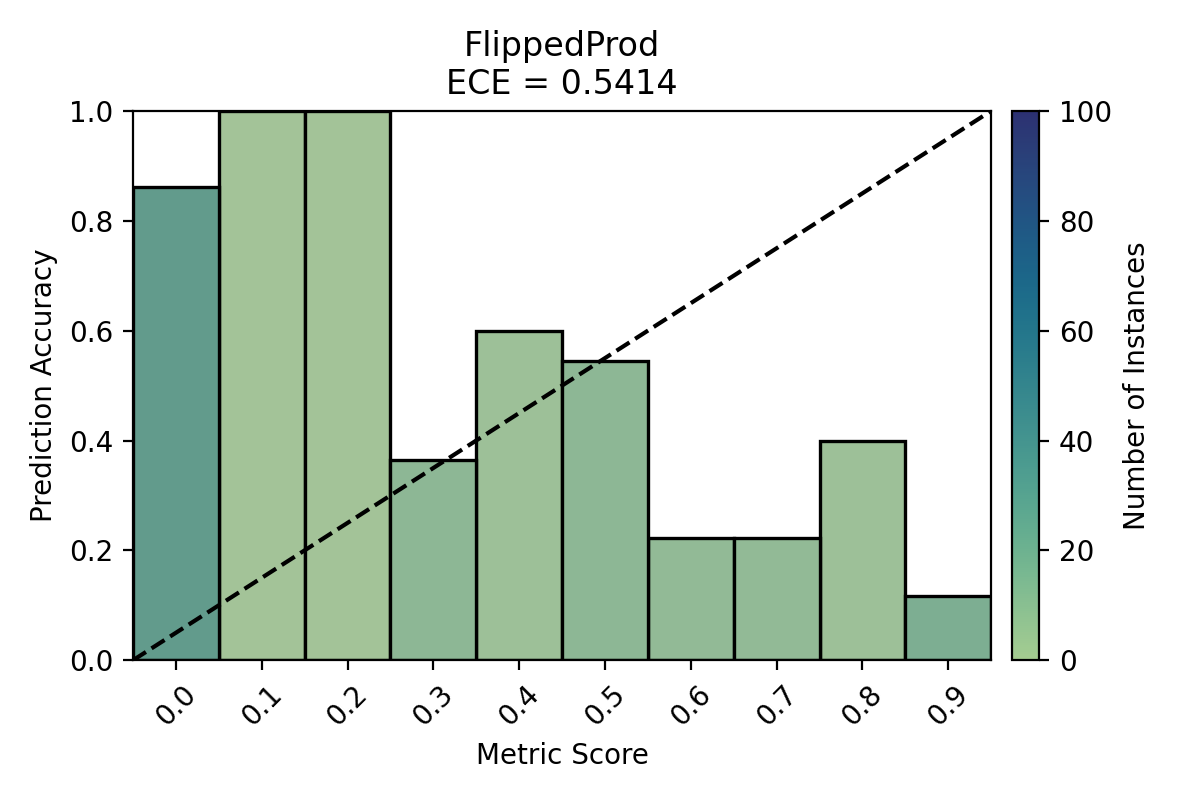 FlippedProd
ECE = 0.5414
1.0
0.8
0.6
0.4
0.2
0.0
Prediction Accuracy
0.0 0.1 0.2 0.3 0.4 0.5 0.6 0.7 0.8 0.9
Metric Score
100
80
60
40
20
0
Number of Instances